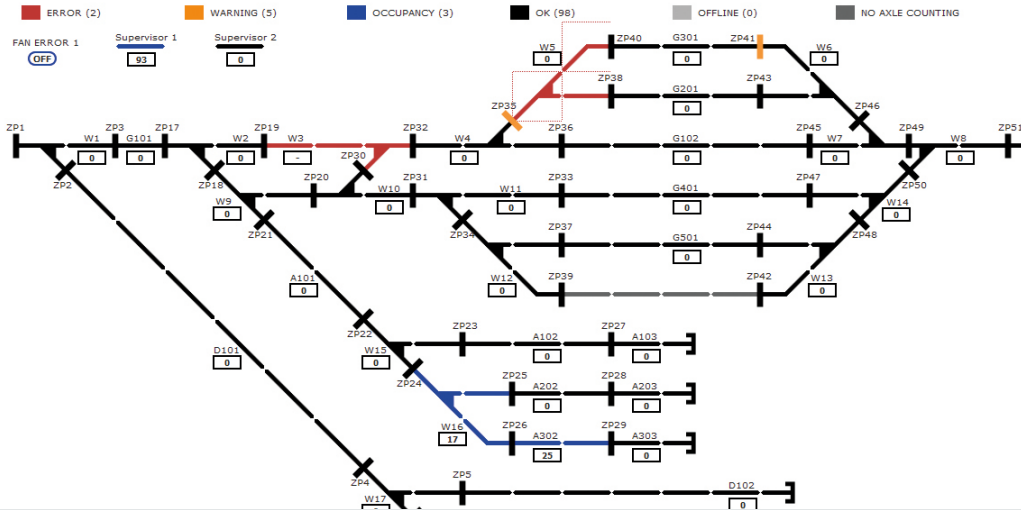 ERROR (2) WARNING (5) OCCUPANCY (3) OK (98) OFFLINE (0) NO AXLE COUNTING
FAN ERROR 1 Supervisor 1 Supervisor 2
OFF 93 0
W5 ZP40 G301 ZP41 W6
0 0 0
ZP38 G201 ZP43
0
ZP35 ZP46
ZP1 W1 ZP3 G101 ZP17 W2 ZP19 W3 ZP32 W4 ZP36 G102 ZP45 W7 ZP49 W8 ZP51
0 0 0 - 0 0 0 0
ZP30
ZP2 ZP18 ZP20 W10 ZP31 W11 ZP33 G401 ZP47 ZP50
W9 0 0 0 W14
0 0
ZP21 ZP34 ZP37 G501 ZP44 ZP48
0
A101 W12 ZP39 ZP42 W13
0 0 0
ZP22 ZP23 A102 ZP27 A103
W15 0 0
0
D101 ZP24 ZP25 A202 ZP28 A203
0 0 0
W16 ZP26 A302 ZP29 A303
17 25 0
ZP4 ZP5 D102
W17 0